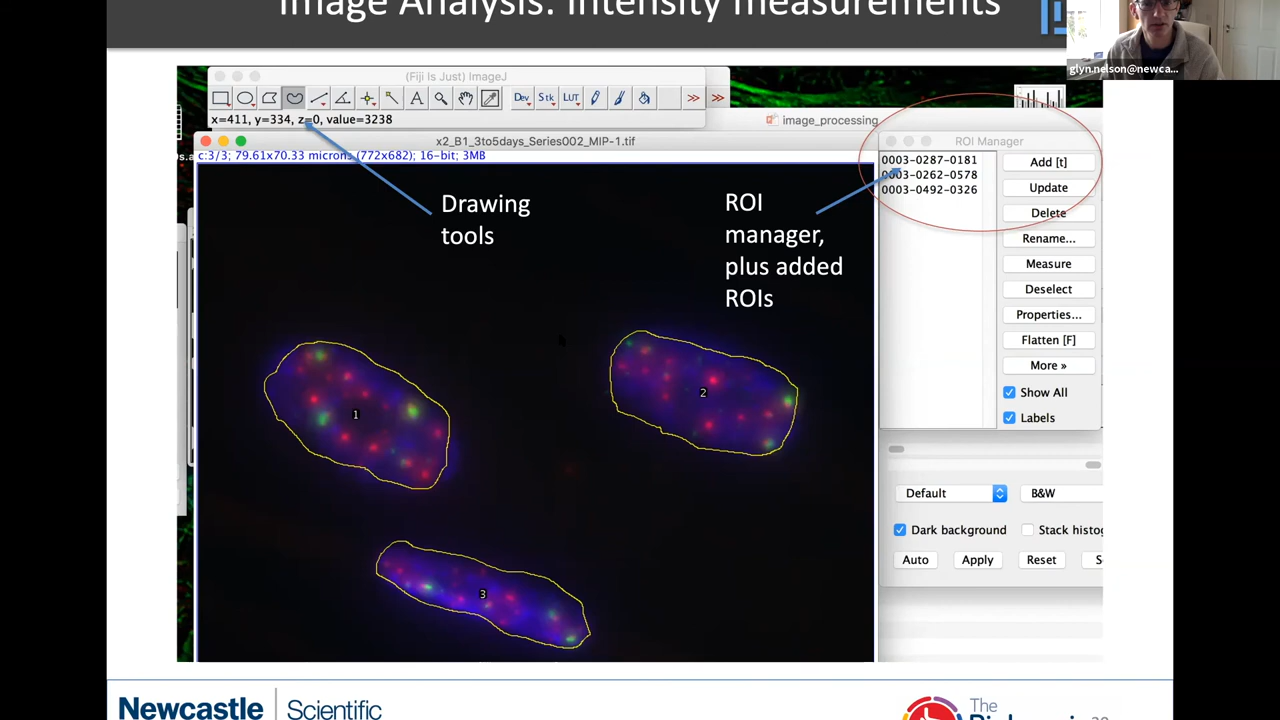 Image Analysis: Intensity measurements
glyn.nelson@newca...
(Fiji Is Just) ImageJ
Dev Stk LUT >> >>
x=411, y=334, z=0, value=3238
image_processing
x2_B1_3to5days_Series002_MIP-1.tif
ROI Manager
c:3/3; 79.61x70.33 microns (772x682); 16-bit; 3MB
0003-0287-0181
0003-0262-0578
0003-0492-0326
Add [t]
Update
Delete
Rename...
Measure
Deselect
Properties...
Flatten [F]
More »
Show All
Labels
Drawing
tools
ROI
manager,
plus added
ROIs
1
2
3
Default
B&W
Dark background
Stack histog
Auto
Apply
Reset
S
Newcastle
Scientific
The